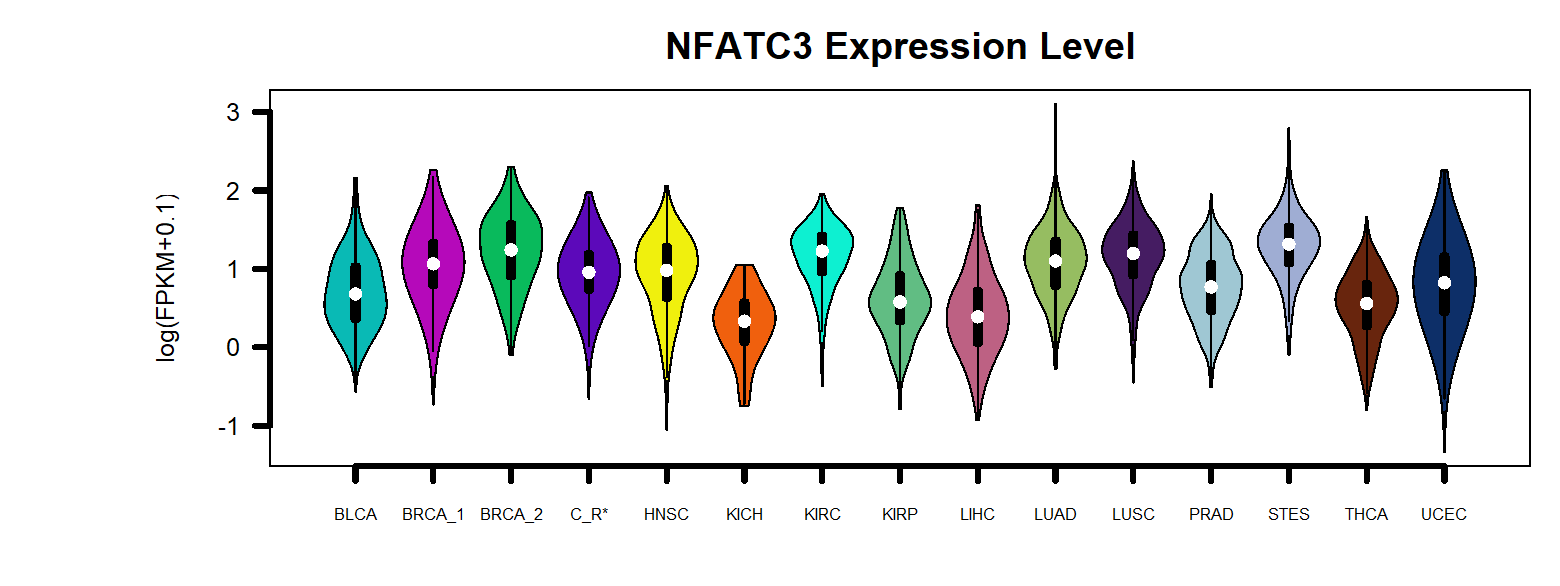 NFATC3 Expression Level
log(FPKM+0.1)
3
2
1
0
-1
BLCA BRCA_1 BRCA_2 C_R* HNSC KICH KIRC KIRP LIHC LUAD LUSC PRAD STES THCA UCEC